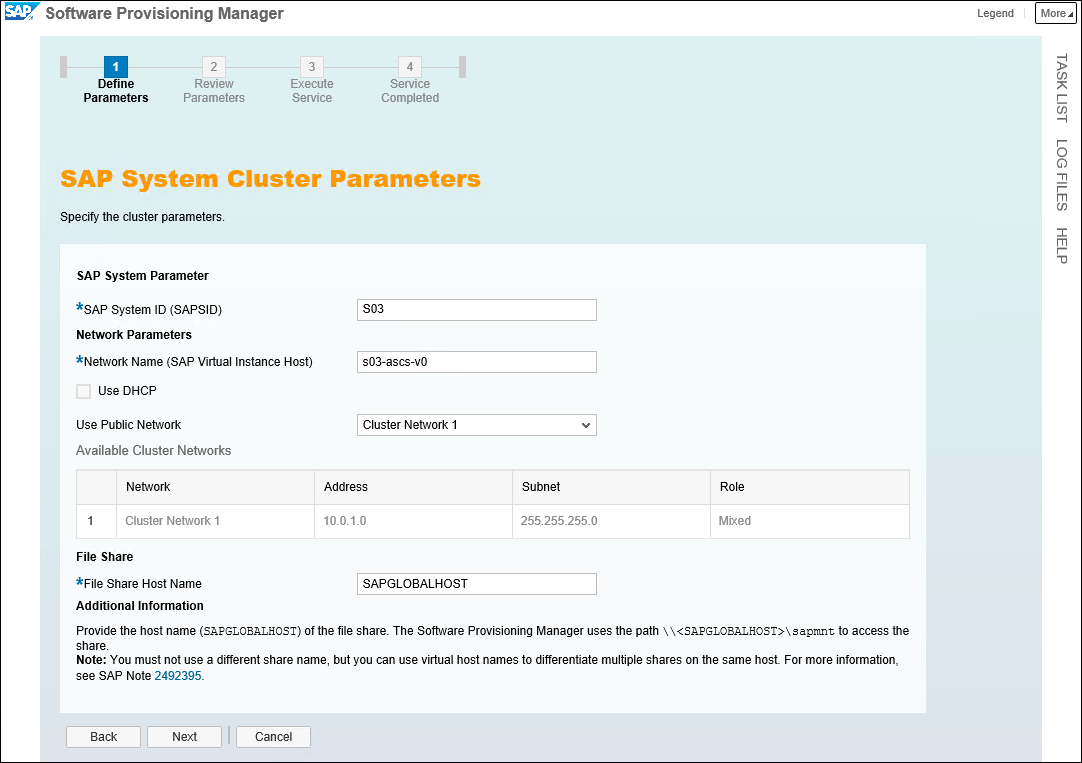 SAP Software Provisioning Manager
Legend
More
1
2
3
4
Define
Parameters
Review
Parameters
Execute
Service
Service
Completed
TASK LIST
LOG FILES
HELP
SAP System Cluster Parameters
Specify the cluster parameters.
SAP System Parameter
*SAP System ID (SAPSID)
S03
Network Parameters
*Network Name (SAP Virtual Instance Host)
s03-ascs-v0
Use DHCP
Use Public Network
Cluster Network 1
Available Cluster Networks
Network Address Subnet Role
1 Cluster Network 1 10.0.1.0 255.255.255.0 Mixed
File Share
*File Share Host Name
SAPGLOBALHOST
Additional Information
Provide the host name (SAPGLOBALHOST) of the file share. The Software Provisioning Manager uses the path \\<SAPGLOBALHOST>\sapmnt to access the
share.
Note: You must not use a different share name, but you can use virtual host names to differentiate multiple shares on the same host. For more information,
see SAP Note 2492395.
Back
Next
Cancel